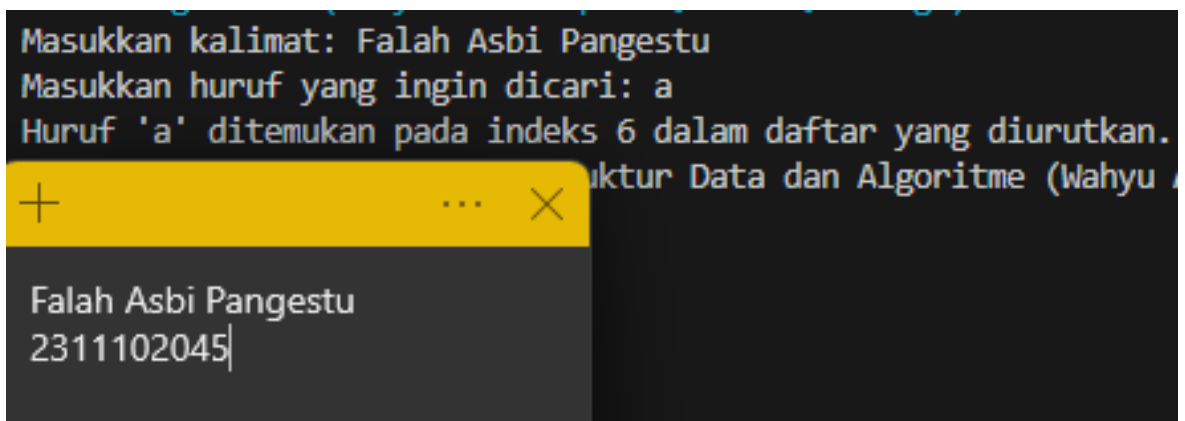 Masukkan kalimat: Falah Asbi Pangestu
Masukkan huruf yang ingin dicari: a
Huruf 'a' ditemukan pada indeks 6 dalam daftar yang diurutkan.
Data dan Algoritme (Wahyu
Falah Asbi Pangestu
2311102045